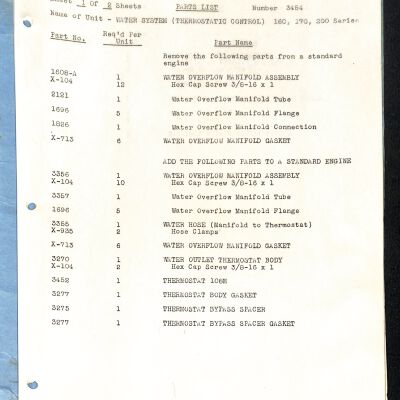 Sheet 1 of 2 Sheets PARTS LIST Number 3454
Name of Unit - WATER SYSTEM (THERMOSTATIC CONTROL) 160, 170, 200 Series
Part No. Req'd Per Unit Part Name
Remove the following parts from a standard
engine
1608-A 1 WATER OVERFLOW MANIFOLD ASSEMBLY
X-104 12 Hex Cap Screw 3/8-16 x 1
2121 1 Water Overflow Manifold Tube
1696 5 Water Overflow Manifold Flange
1826 1 Water Overflow Manifold Connection
X-713 6 WATER OVERFLOW MANIFOLD GASKET
ADD THE FOLLOWING PARTS TO A STANDARD ENGINE
3356 1 WATER OVERFLOW MANIFOLD ASSEMBLY
X-104 10 Hex Cap Screw 3/8-16 x 1
3357 1 Water Overflow Manifold Tube
1696 5 Water Overflow Manifold Flange
3355 1 WATER HOSE (Manifold to Thermostat)
X-935 2 Hose Clamps
X-713 6 WATER OVERFLOW MANIFOLD GASKET
3270 1 WATER OUTLET THERMOSTAT BODY
X-104 2 Hex Cap Screw 3/8-16 x 1
3452 1 THERMOSTAT 106M
3277 1 THERMOSTAT BODY GASKET
3275 1 THERMOSTAT BYPASS SPACER
3277 1 THERMOSTAT BYPASS SPACER GASKET